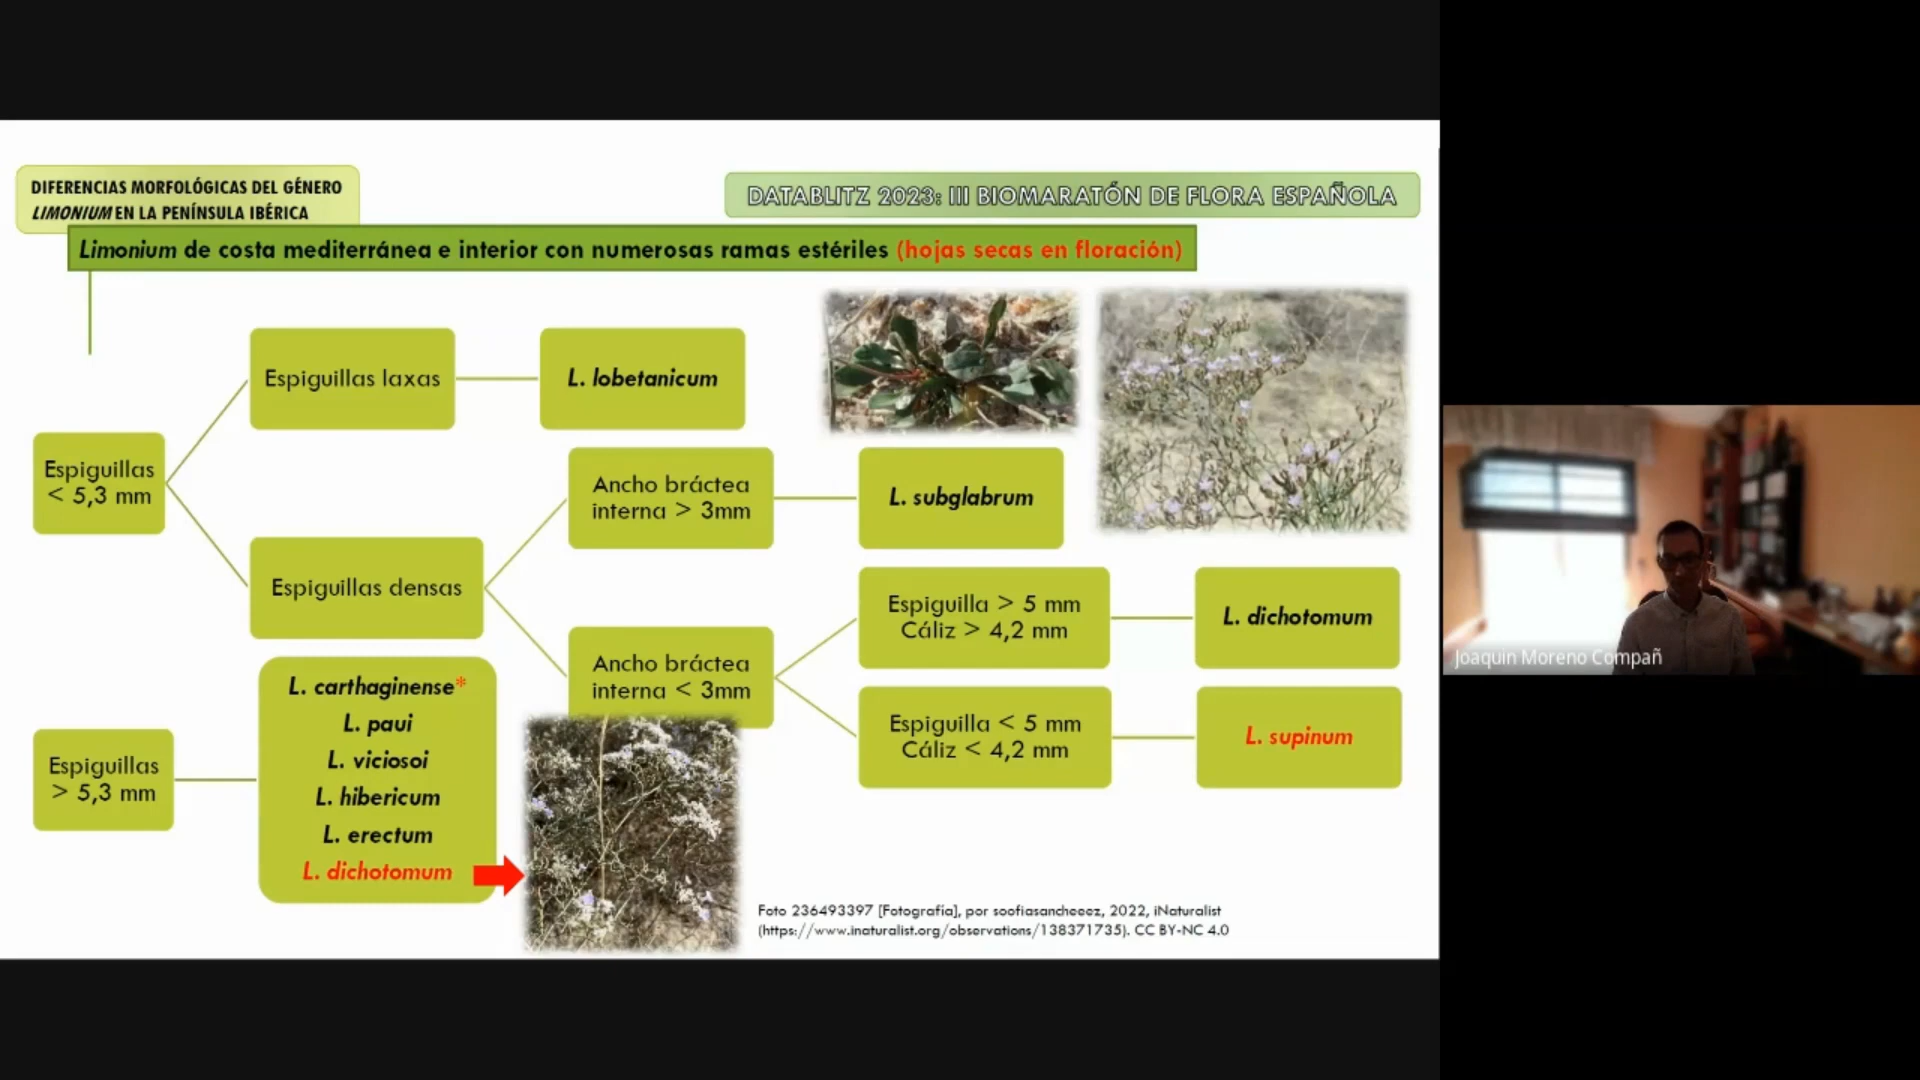 DIFERENCIAS MORFOLÓGICAS DEL GÉNERO
LIMONIUM EN LA PENÍNSULA IBÉRICA
DATABLITZ 2023: III BIOMARATÓN DE FLORA ESPAÑOLA
Limonium de costa mediterránea e interior con numerosas ramas estériles (hojas secas en floración)
Espiguillas
< 5,3 mm
Espiguillas laxas
L. lobetanicum
Espiguillas densas
Ancho bráctea
interna > 3mm
L. subglabrum
Ancho bráctea
interna < 3mm
Espiguilla > 5 mm
Cáliz > 4,2 mm
L. dichotomum
Espiguilla < 5 mm
Cáliz < 4,2 mm
L. supinum
Espiguillas
> 5,3 mm
L. carthaginense*
L. paui
L. viciosoi
L. hibericum
L. erectum
L. dichotomum
Foto 236493397 [Fotografía], por soofiasancheeez, 2022, iNaturalist
(https://www.inaturalist.org/observations/138371735). CC BY-NC 4.0
Joaquin Moreno Compañ